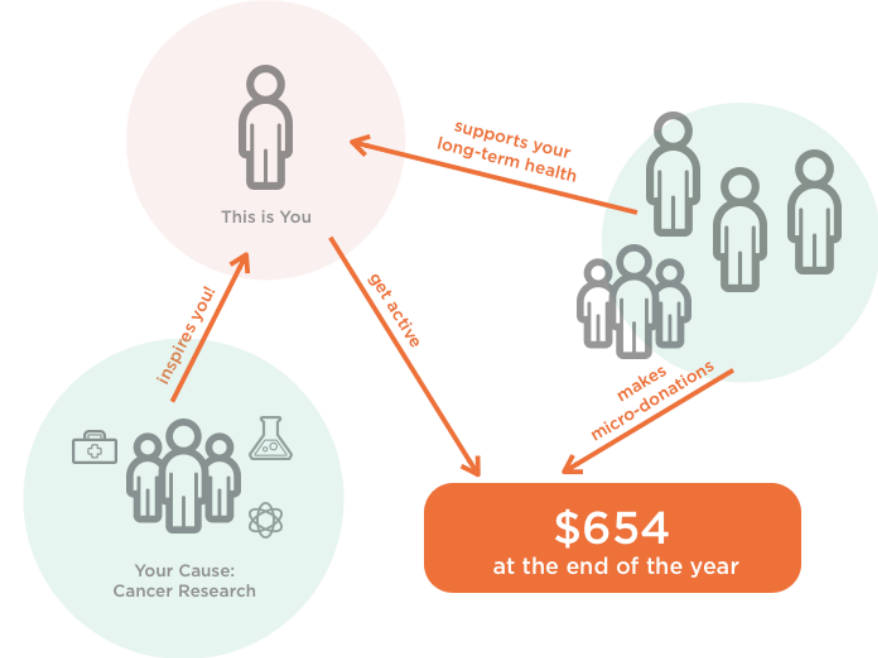 supports your
long-term health
This is You
inspires you!
get active
makes
micro-donations
$654
at the end of the year
Your Cause:
Cancer Research